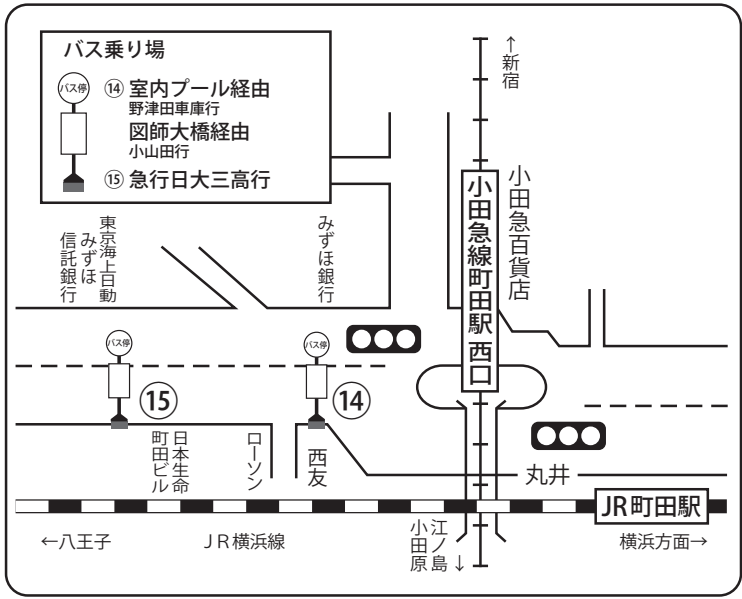 バス乗り場
バス停
⑭ 室内プール経由
野津田車庫行
図師大橋経由
小山田行
⑮ 急行日大三高行
↑新宿
小田急百貨店
小田急線町田駅 西口
みずほ銀行
東京海上日動
みずほ
信託銀行
バス停
⑮
バス停
⑭
日本生命
町田ビル
ローソン
西友
丸井
JR町田駅
←八王子
JR横浜線
江ノ島
小田原
↓
横浜方面→